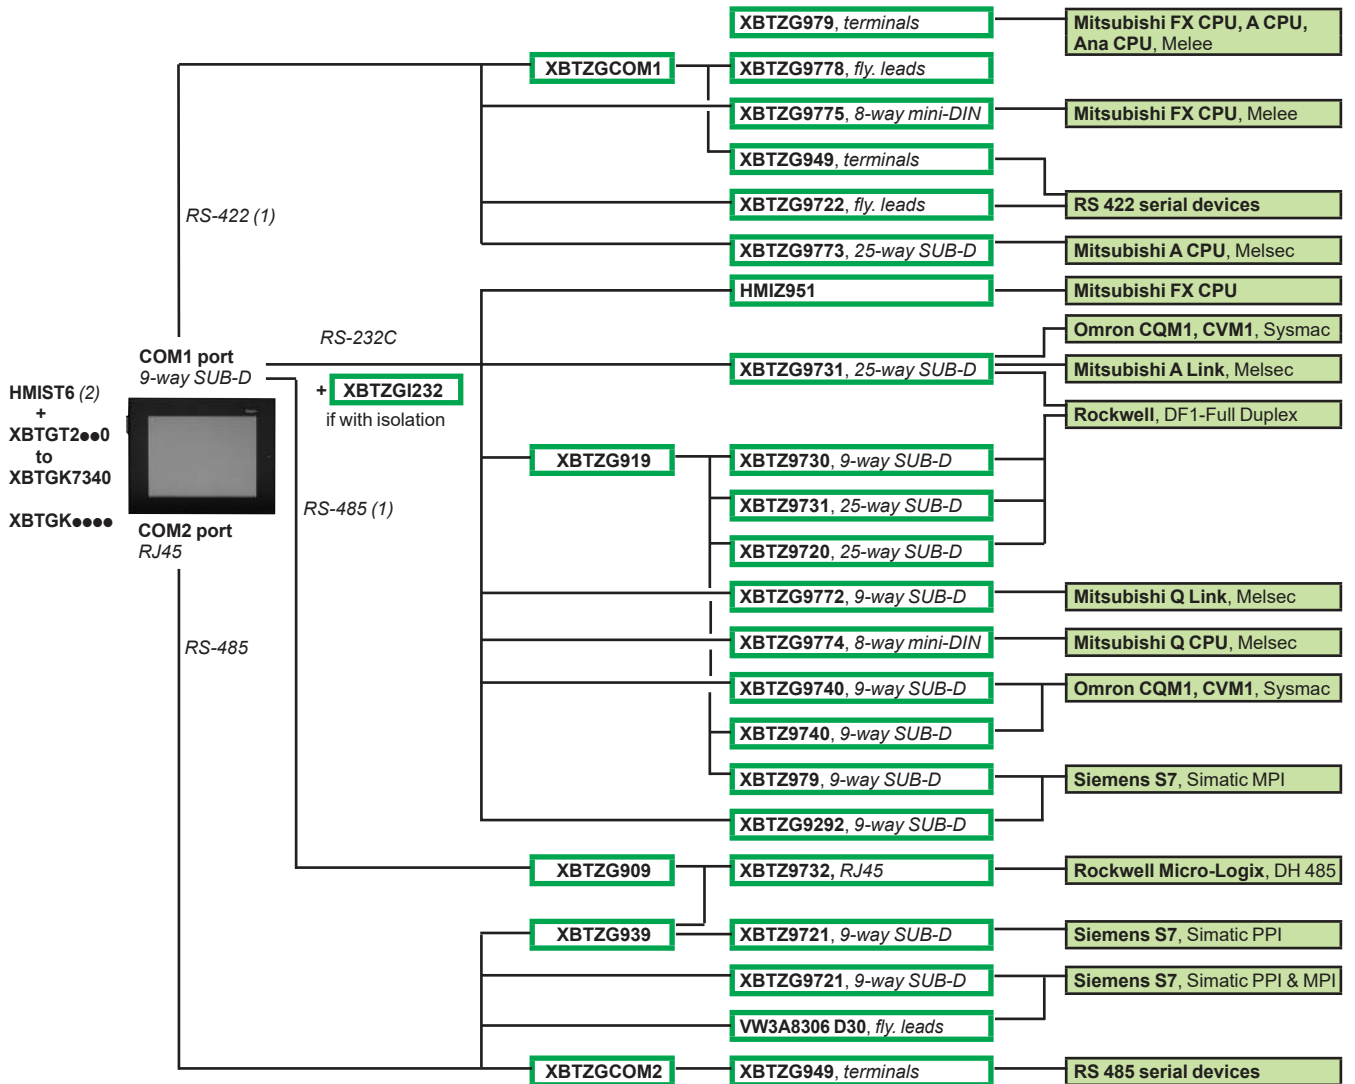 XBTZG979, terminals
Mitsubishi FX CPU, A CPU,
Ana CPU, Melee
XBTZGCOM1
XBTZG9778, fly. leads
XBTZG9775, 8-way mini-DIN
Mitsubishi FX CPU, Melee
XBTZG949, terminals
RS-422 (1)
XBTZG9722, fly. leads
RS 422 serial devices
XBTZG9773, 25-way SUB-D
Mitsubishi A CPU, Melsec
HMIZ951
Mitsubishi FX CPU
RS-232C
Omron CQM1, CVM1, Sysmac
COM1 port
9-way SUB-D
XBTZG9731, 25-way SUB-D
Mitsubishi A Link, Melsec
HMIST6 (2)
+
XBTGT2●●0
to
XBTGK7340
XBTGK●●●●
+ XBTZGI232
if with isolation
Rockwell, DF1-Full Duplex
XBTZG919
XBTZ9730, 9-way SUB-D
XBTZ9731, 25-way SUB-D
RS-485 (1)
COM2 port
RJ45
XBTZ9720, 25-way SUB-D
XBTZG9772, 9-way SUB-D
Mitsubishi Q Link, Melsec
RS-485
XBTZG9774, 8-way mini-DIN
Mitsubishi Q CPU, Melsec
XBTZG9740, 9-way SUB-D
Omron CQM1, CVM1, Sysmac
XBTZ9740, 9-way SUB-D
XBTZ979, 9-way SUB-D
Siemens S7, Simatic MPI
XBTZG9292, 9-way SUB-D
XBTZG909
XBTZ9732, RJ45
Rockwell Micro-Logix, DH 485
XBTZG939
XBTZ9721, 9-way SUB-D
Siemens S7, Simatic PPI
XBTZG9721, 9-way SUB-D
Siemens S7, Simatic PPI & MPI
VW3A8306 D30, fly. leads
XBTZGCOM2
XBTZG949, terminals
RS 485 serial devices